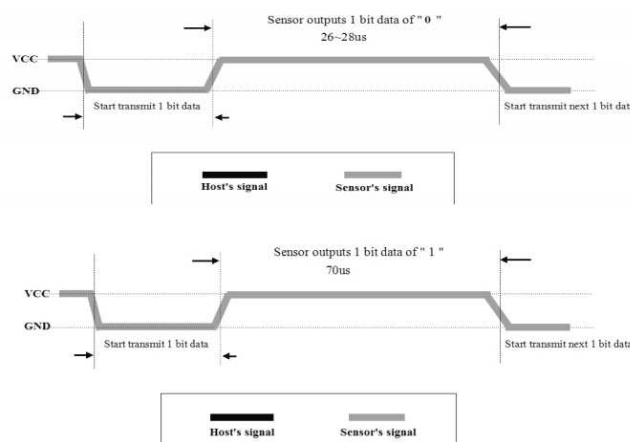 Sensor outputs 1 bit data of " 0 "
26~28us
VCC
GND
Start transmit 1 bit data
Start transmit next 1 bit dat
Host's signal
Sensor's signal
Sensor outputs 1 bit data of " 1 "
70us
VCC
GND
Start transmit 1 bit data
Start transmit next 1 bit dat
Host's signal
Sensor's signal